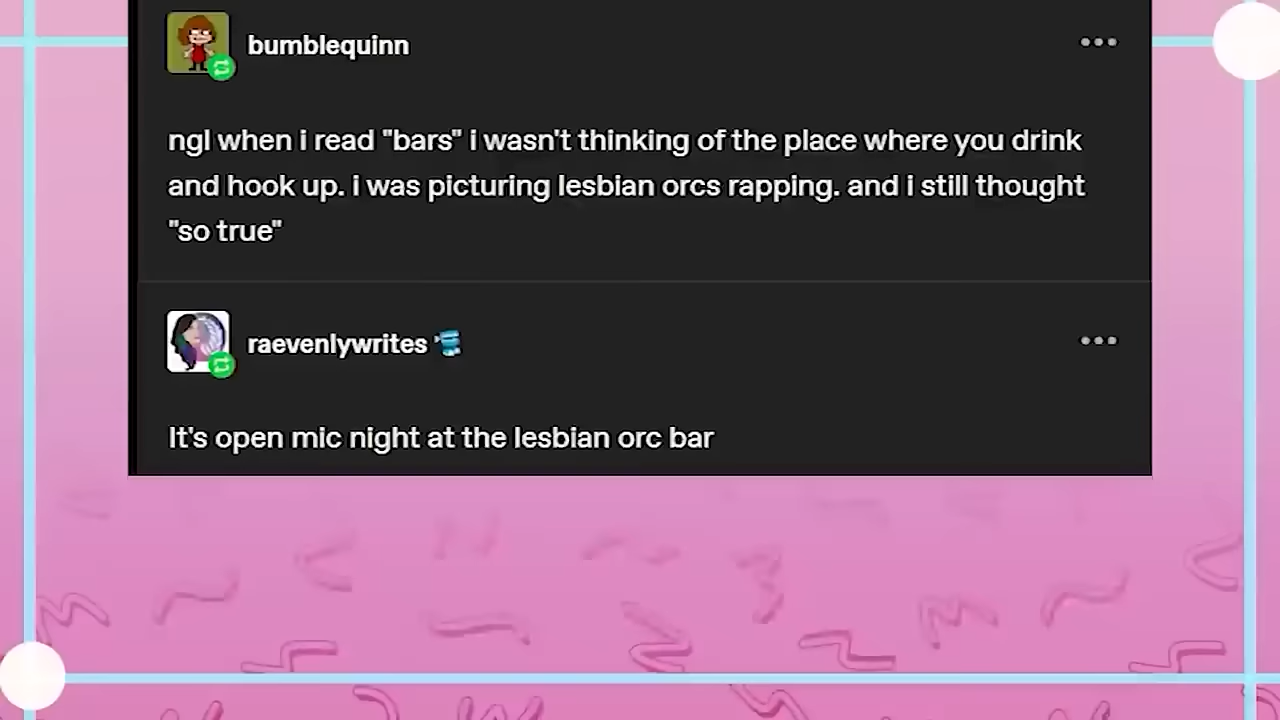 bumblequinn
ngl when i read "bars" i wasn't thinking of the place where you drink
and hook up. i was picturing lesbian orcs rapping. and i still thought
"so true"
raevenlywrites
It's open mic night at the lesbian orc bar